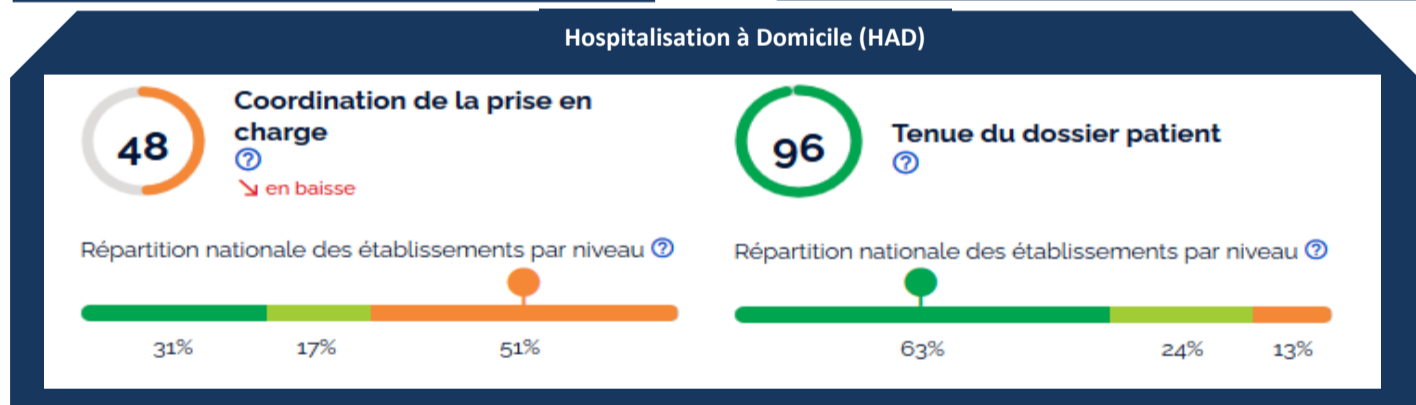 Hospitalisation à Domicile (HAD)
48
Coordination de la prise en
charge
?
↘ en baisse
Répartition nationale des établissements par niveau ?
31% 17% 51%
96
Tenue du dossier patient
?
Répartition nationale des établissements par niveau ?
63% 24% 13%